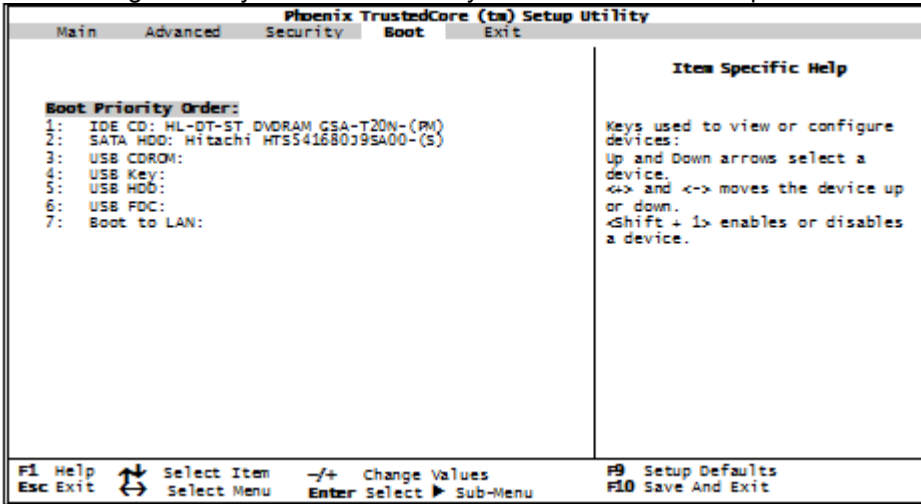 Phoenix TrustedCore (tm) Setup Utility
Main Advanced Security Boot Exit
Item Specific Help
Boot Priority Order:
1: IDE CD: HL-DT-ST DVDRAM GSA-T20N-(PM)
2: SATA HDD: Hitachi HTS541680J9SA00-(S)
3: USB CDROM:
4: USB Key:
5: USB HDD:
6: USB FDC:
7: Boot to LAN:
Keys used to view or configure
devices:
Up and Down arrows select a
device.
<+> and <-> moves the device up
or down.
<Shift + 1> enables or disables
a device.
F1 Help Select Item -/+ Change Values F9 Setup Defaults
Esc Exit Select Menu Enter Select ▶ Sub-Menu F10 Save And Exit